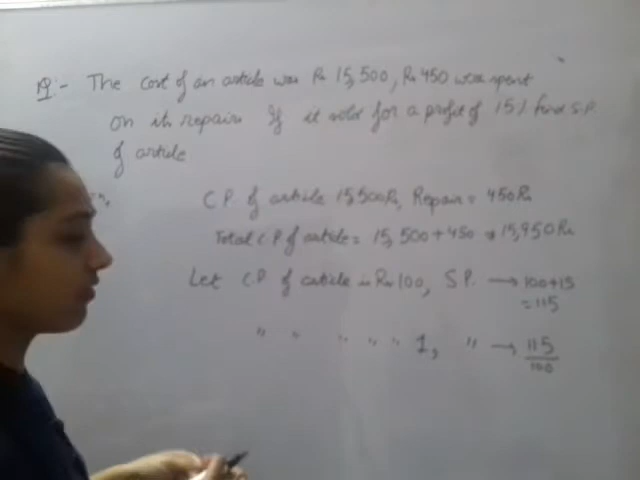 Q:- The cost of an article was Rs 15,500, Rs 450 were spent
on its repairs If it sold for a profit of 15% find S.P.
of article
C.P. of article 15,500Rs, Repair = 450Rs
Total C.P of article = 15,500 + 450 → 15,950 Rs
Let C.P of article is Rs 100, S.P. → 100+15
= 115
" " " " " 1, " → 115/100